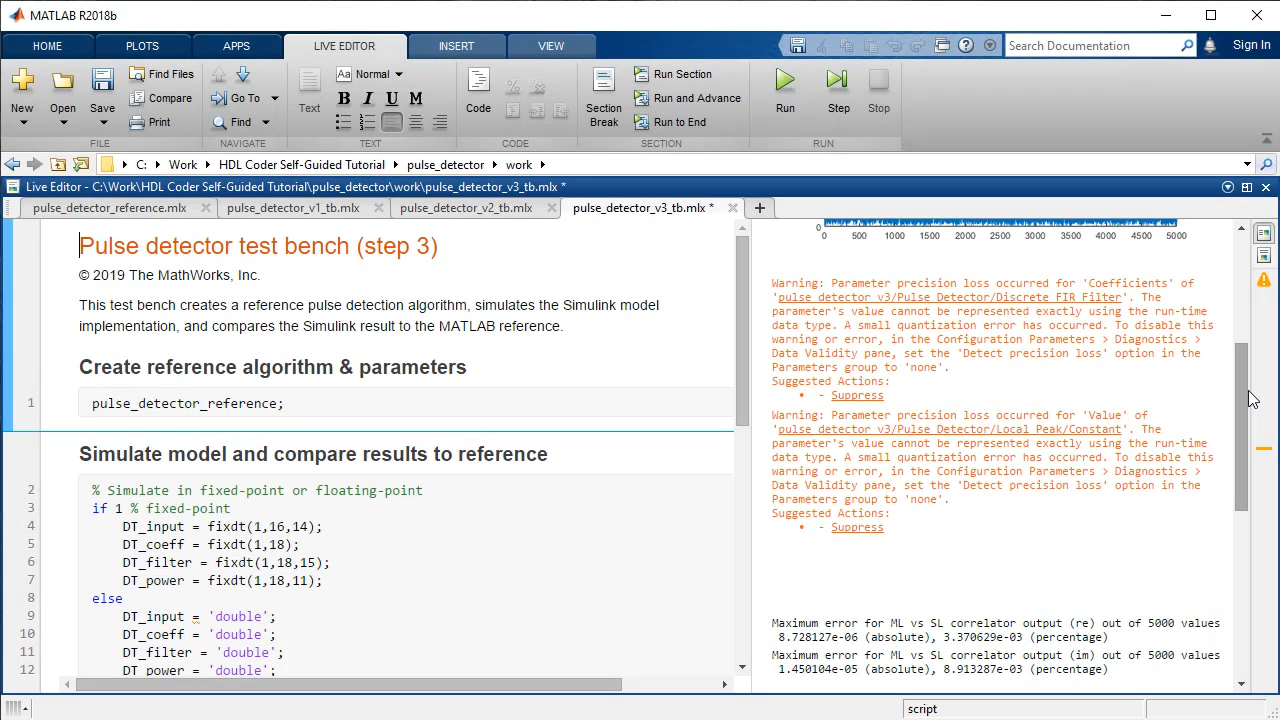 MATLAB R2018b
HOME PLOTS APPS LIVE EDITOR INSERT VIEW
Search Documentation
Sign In
New
Open
Save
Find Files
Compare
Print
Go To
Find
Text
Normal
B I U M
Code
Section
Break
Run Section
Run and Advance
Run to End
Run
Step
Stop
FILE NAVIGATE TEXT CODE SECTION RUN
C: Work HDL Coder Self-Guided Tutorial pulse_detector work
Live Editor - C:\Work\HDL Coder Self-Guided Tutorial\pulse_detector\work\pulse_detector_v3_tb.mlx *
pulse_detector_reference.mlx pulse_detector_v1_tb.mlx pulse_detector_v2_tb.mlx pulse_detector_v3_tb.mlx *
Pulse detector test bench (step 3)
© 2019 The MathWorks, Inc.
This test bench creates a reference pulse detection algorithm, simulates the Simulink model
implementation, and compares the Simulink result to the MATLAB reference.
Create reference algorithm & parameters
1 pulse_detector_reference;
Simulate model and compare results to reference
2 % Simulate in fixed-point or floating-point
3 if 1 % fixed-point
4 DT_input = fixdt(1,16,14);
5 DT_coeff = fixdt(1,18);
6 DT_filter = fixdt(1,18,15);
7 DT_power = fixdt(1,18,11);
8 else
9 DT_input = 'double';
10 DT_coeff = 'double';
11 DT_filter = 'double';
12 DT_power = 'double';
0
0 500 1000 1500 2000 2500 3000 3500 4000 4500 5000
Warning: Parameter precision loss occurred for 'Coefficients' of
'pulse_detector_v3/Pulse Detector/Discrete FIR Filter'. The
parameter's value cannot be represented exactly using the run-time
data type. A small quantization error has occurred. To disable this
warning or error, in the Configuration Parameters > Diagnostics >
Data Validity pane, set the 'Detect precision loss' option in the
Parameters group to 'none'.
Suggested Actions:
• - Suppress
Warning: Parameter precision loss occurred for 'Value' of
'pulse_detector_v3/Pulse Detector/Local Peak/Constant'. The
parameter's value cannot be represented exactly using the run-time
data type. A small quantization error has occurred. To disable this
warning or error, in the Configuration Parameters > Diagnostics >
Data Validity pane, set the 'Detect precision loss' option in the
Parameters group to 'none'.
Suggested Actions:
• - Suppress
Maximum error for ML vs SL correlator output (re) out of 5000 values
8.728127e-06 (absolute), 3.370629e-03 (percentage)
Maximum error for ML vs SL correlator output (im) out of 5000 values
1.450104e-05 (absolute), 8.913287e-03 (percentage)
script